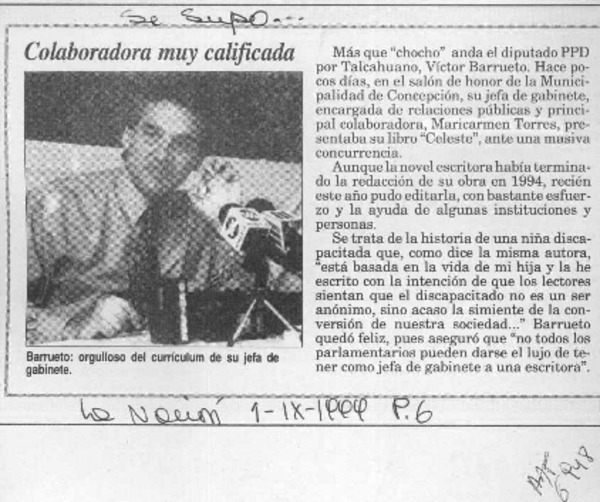 Se Supo...
Colaboradora muy calificada
Barrueto: orgulloso del currículum de su jefa de
gabinete.
Más que “chocho” anda el diputado PPD
por Talcahuano, Víctor Barrueto. Hace po-
cos días, en el salón de honor de la Munici-
palidad de Concepción, su jefa de gabinete,
encargada de relaciones públicas y princi-
pal colaboradora, Maricarmen Torres, pre-
sentaba su libro “Celeste”, ante una masiva
concurrencia.
Aunque la novel escritora había termina-
do la redacción de su obra en 1994, recién
este año pudo editarla, con bastante esfuer-
zo y la ayuda de algunas instituciones y
personas.
Se trata de la historia de una niña disca-
pacitada que, como dice la misma autora,
“está basada en la vida de mi hija y la he
escrito con la intención de que los lectores
sientan que el discapacitado no es un ser
anónimo, sino acaso la simiente de la con-
versión de nuestra sociedad...” Barrueto
quedó feliz, pues aseguró que “no todos los
parlamentarios pueden darse el lujo de te-
ner como jefa de gabinete a una escritora”.
La Nación 1-IX-1999 P.6
6948